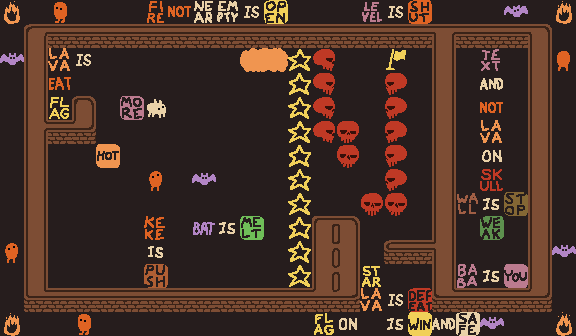 FIRE NOT NEAR EMPTY IS OPEN LEVEL IS SHUT
LAVA IS TEXT
EAT AND
FLAG MORE NOT
LAVA
HOT ON
SKULL
WALL IS STOP
KEKE BAT IS MELT WEAK
IS
PUSH STAR BABA IS YOU
LAVA IS DEFEAT
FLAG ON IS WIN AND SAFE